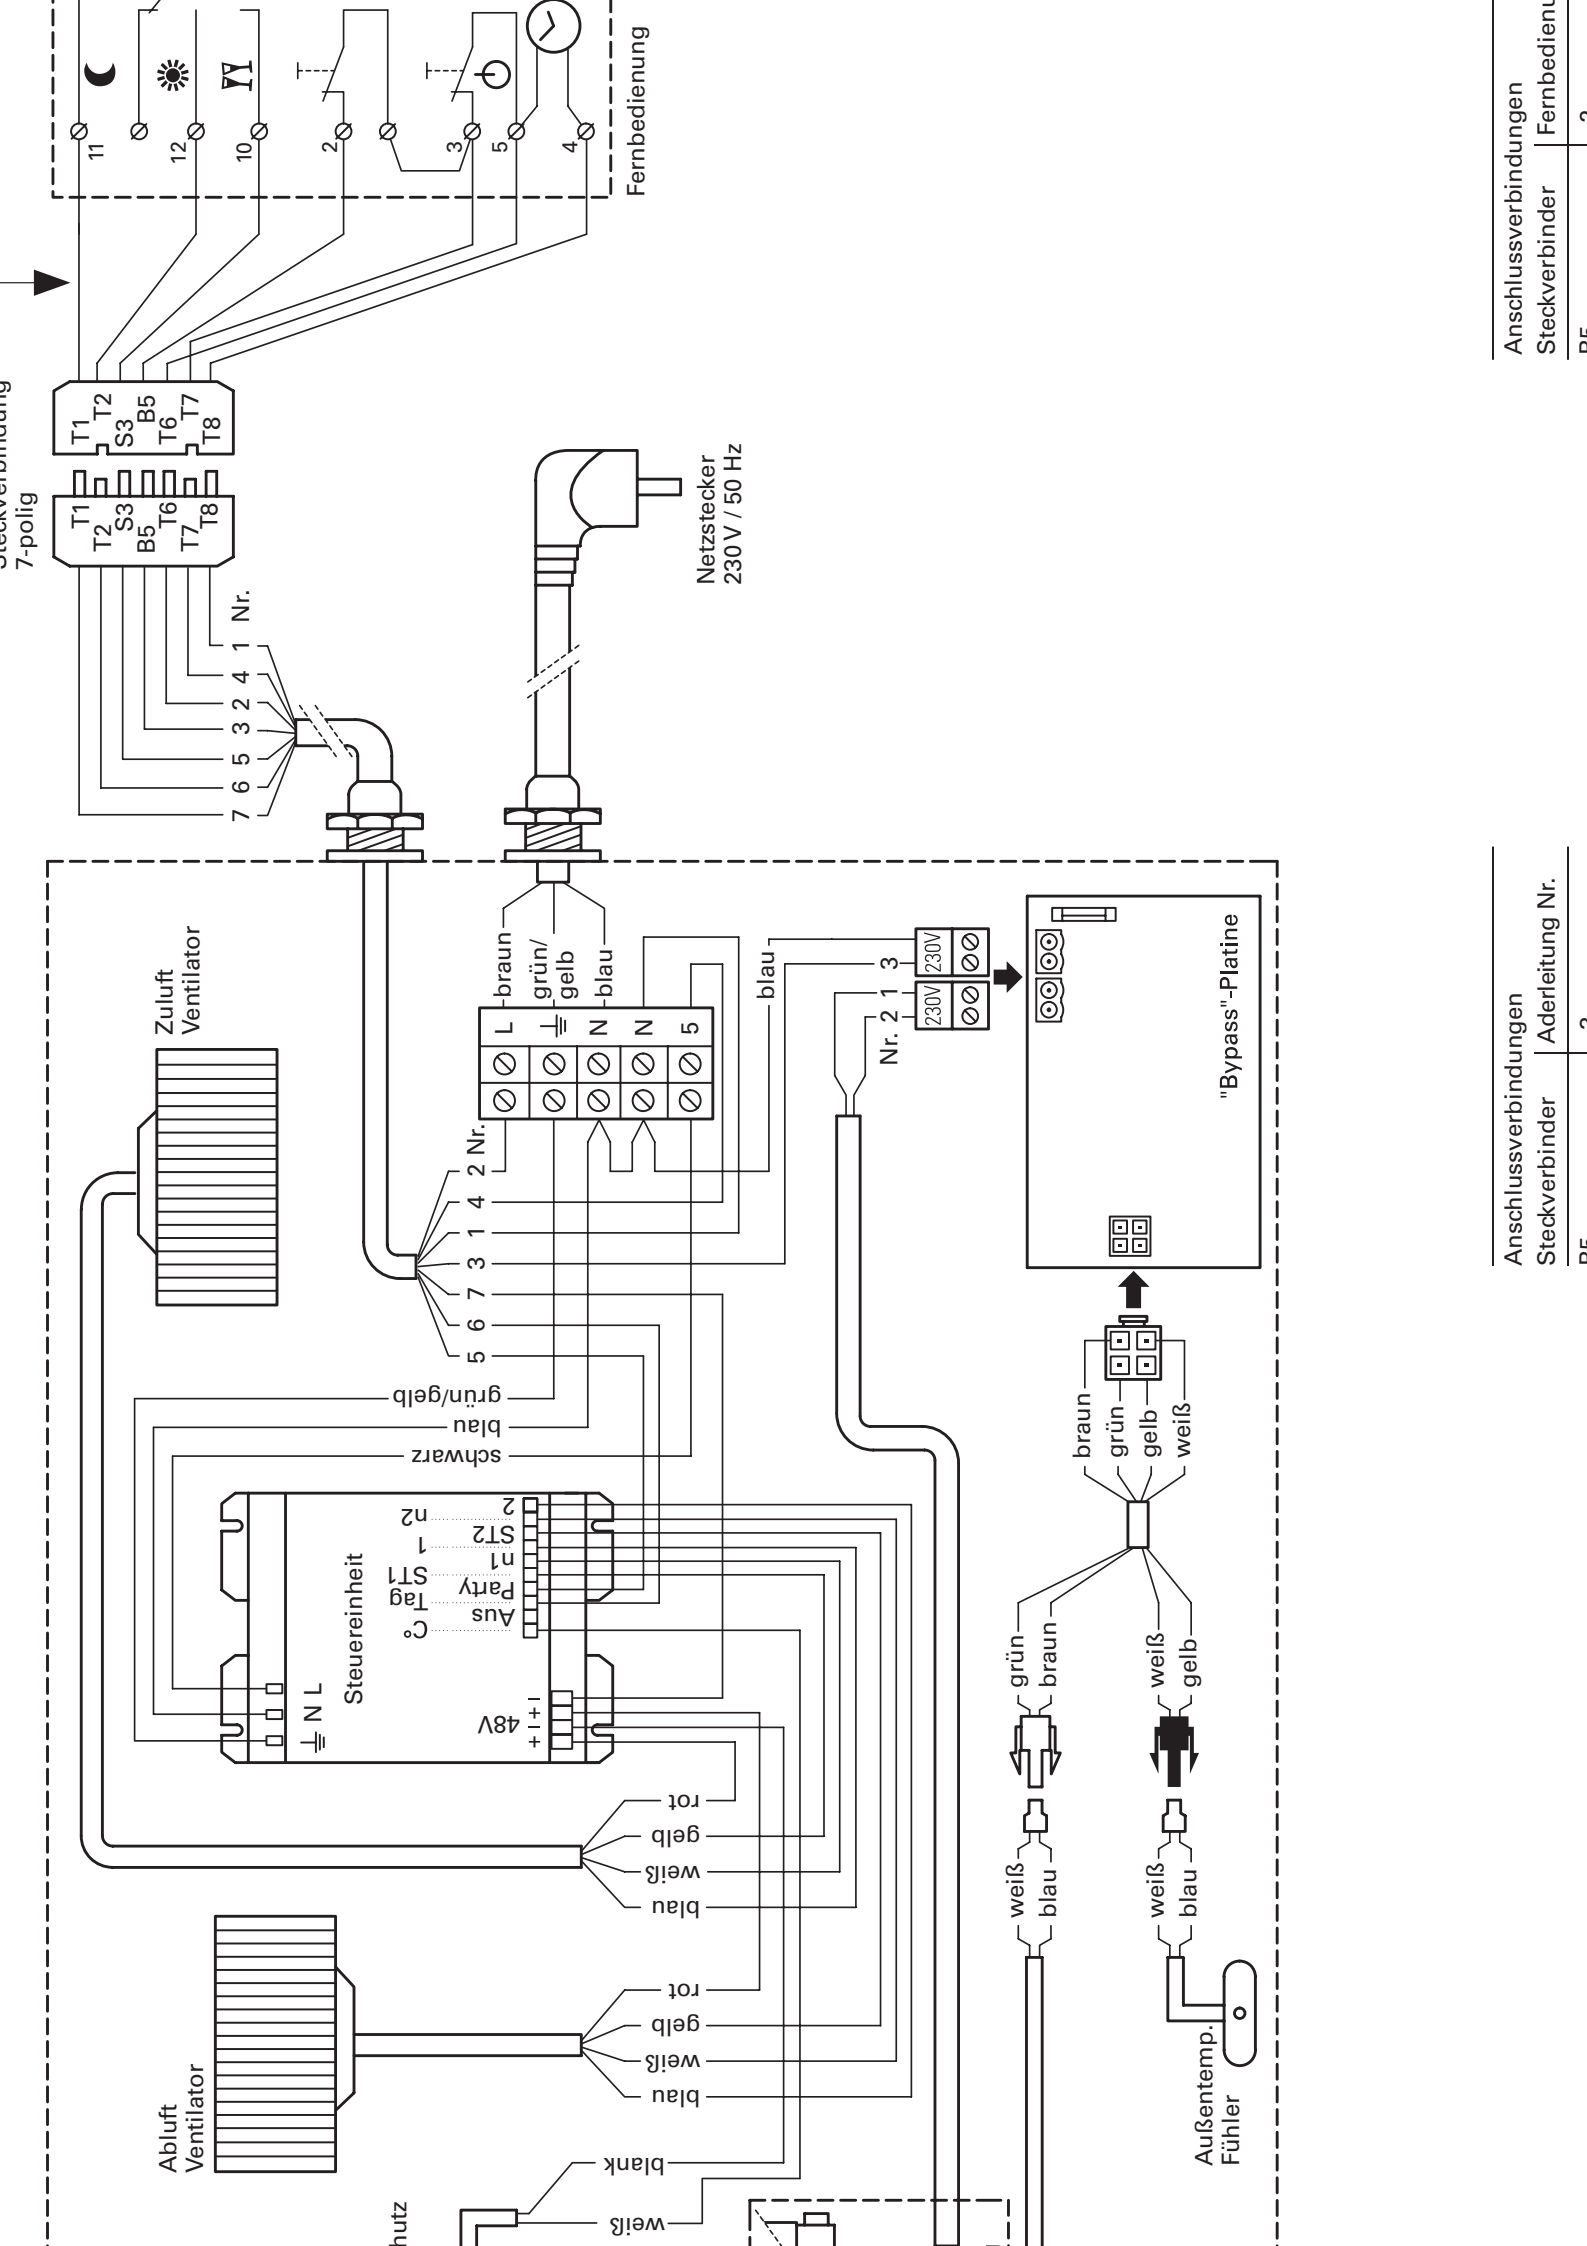 Fernbedienung
11
12
10
2
3
5
4
7-polig
T1
T2
S3
B5
T6
T7
T8
T1
T2
S3
B5
T6
T7
T8
7
6
5
3
2
4
1
Nr.
Netzstecker
230 V / 50 Hz
Zuluft
Ventilator
braun
grün/
gelb
blau
L
N
N
5
2 Nr.
4
1
3
7
6
5
blau
3
1
Nr. 2
230V
230V
"Bypass"-Platine
grün/gelb
blau
schwarz
Steuereinheit
N L
2
n2
ST2
1
n1
ST1
Party
Tag
Aus
C°
48V
+ − + −
braun
grün
gelb
weiß
grün
braun
weiß
gelb
weiß
blau
weiß
blau
Außentemp.
Fühler
rot
gelb
weiß
blau
rot
gelb
weiß
blau
blank
weiß
Abluft
Ventilator
Anschlussverbindungen
Steckverbinder
Anschlussverbindungen
Steckverbinder Aderleitung Nr.